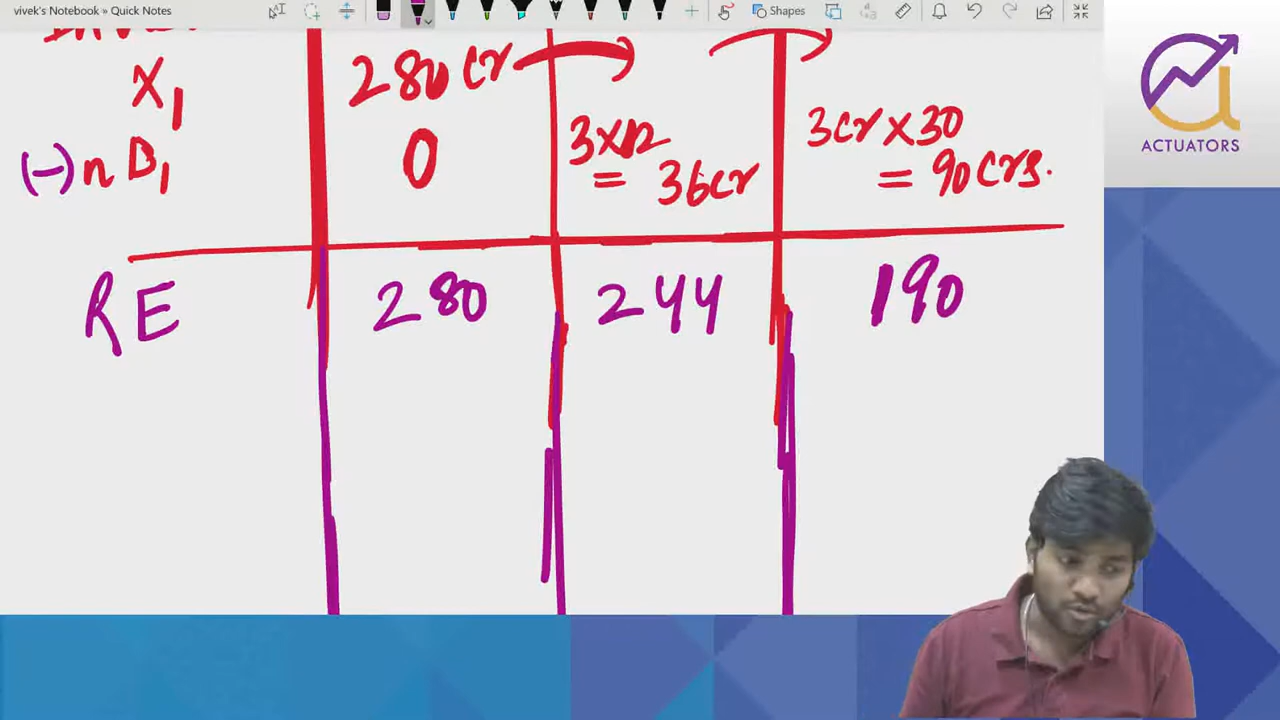 vivek's Notebook » Quick Notes
Shapes
X1 280 cr
(-) n D1 0 3×12 = 36cr 3Cr × 30 = 90 Crs.
RE 280 244 190
ACTUATORS